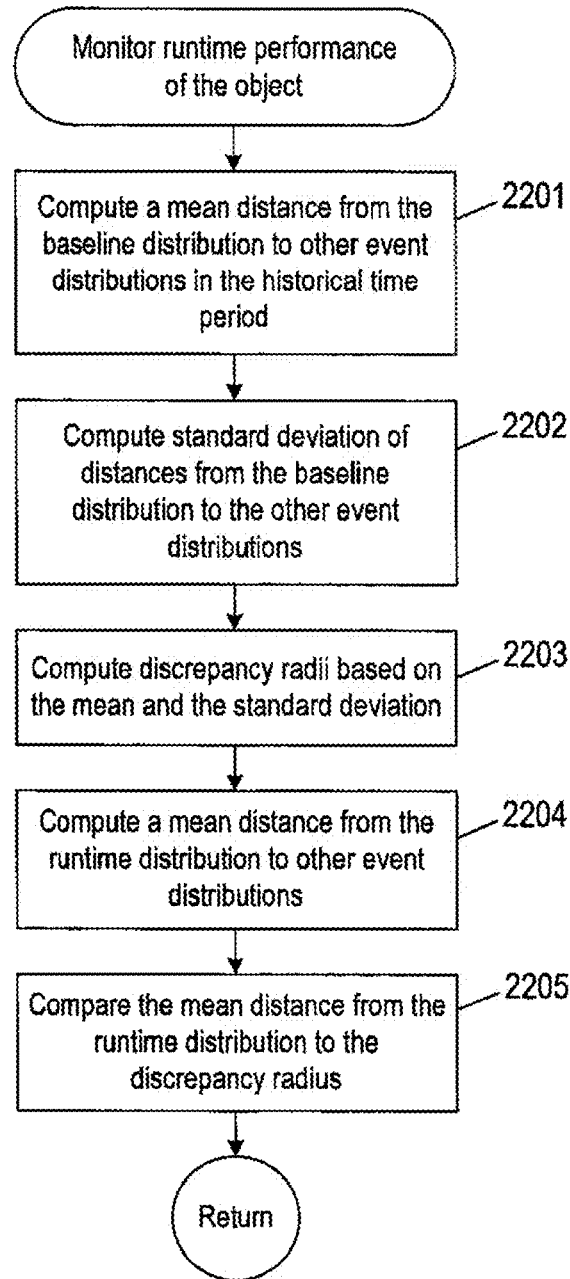 Monitor runtime performance
of the object
2201
Compute a mean distance from the
baseline distribution to other event
distributions in the historical time
period
2202
Compute standard deviation of
distances from the baseline
distribution to the other event
distributions
2203
Compute discrepancy radii based on
the mean and the standard deviation
2204
Compute a mean distance from the
runtime distribution to other event
distributions
2205
Compare the mean distance from the
runtime distribution to the
discrepancy radius
Return